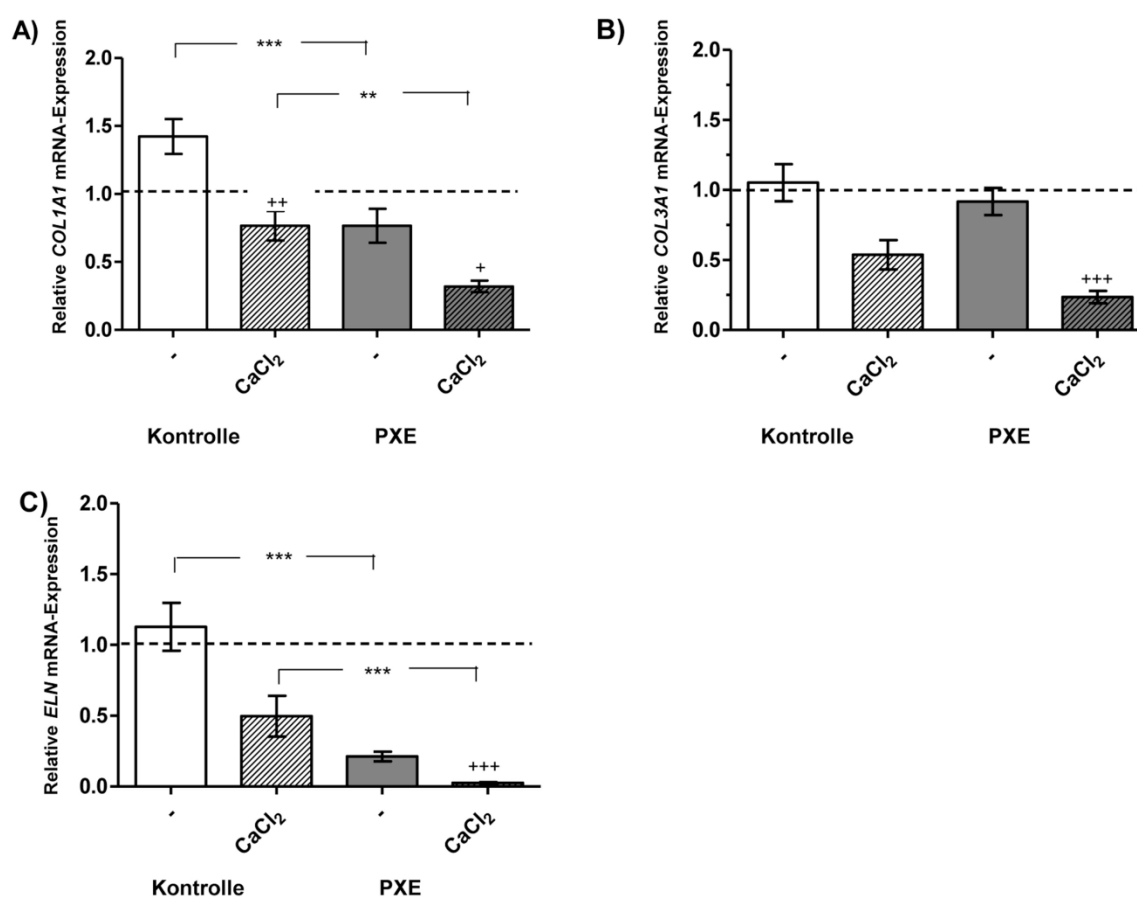 A)
Relative COL1A1 mRNA-Expression
2.0
1.5
1.0
0.5
0.0
***
**
++
+
-
CaCl₂
-
CaCl₂
Kontrolle
PXE
B)
Relative COL3A1 mRNA-Expression
2.0
1.5
1.0
0.5
0.0
+++
-
CaCl₂
-
CaCl₂
Kontrolle
PXE
C)
Relative ELN mRNA-Expression
2.0
1.5
1.0
0.5
0.0
***
***
+++
-
CaCl₂
-
CaCl₂
Kontrolle
PXE